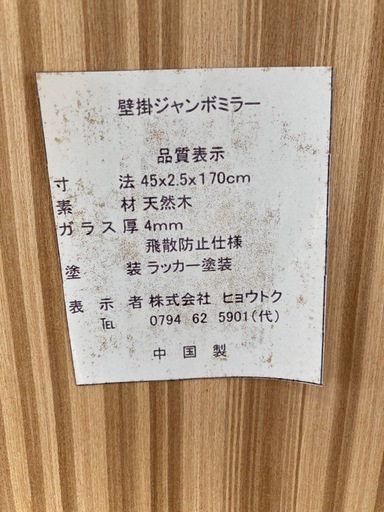 壁掛ジャンボミラー
品質表示
寸 法 45x2.5x170cm
素 材 天然木
ガラス厚 4mm
飛散防止仕様
塗 装 ラッカー塗装
表示者 株式会社 ヒョウトク
℡ 0794 62 5901(代)
中国製